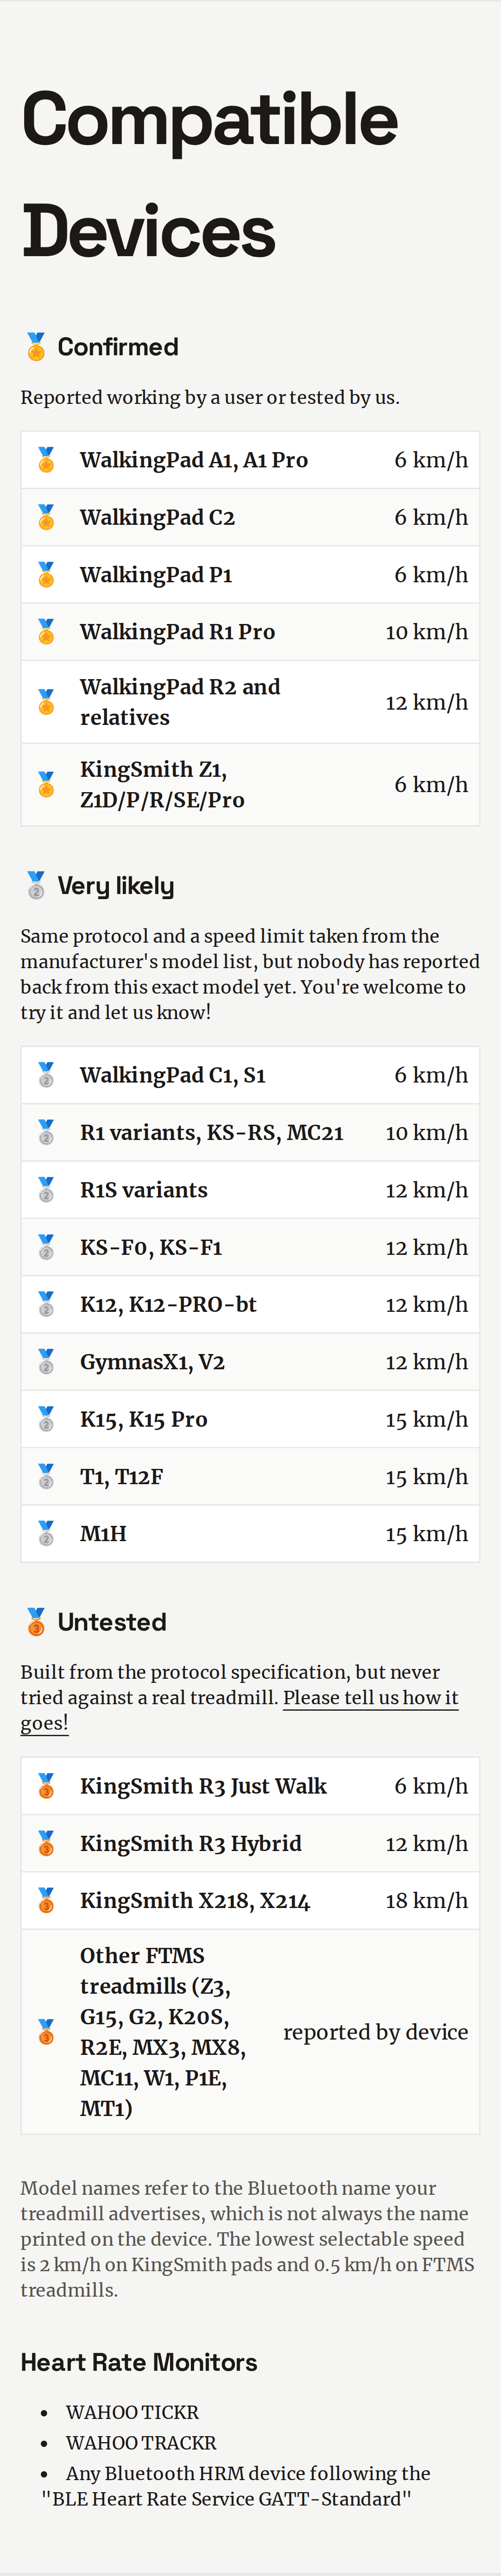 Compatible
Devices
🏅 Confirmed
Reported working by a user or tested by us.
🏅 WalkingPad A1, A1 Pro 6 km/h
🏅 WalkingPad C2 6 km/h
🏅 WalkingPad P1 6 km/h
🏅 WalkingPad R1 Pro 10 km/h
🏅 WalkingPad R2 and
relatives 12 km/h
🏅 KingSmith Z1,
Z1D/P/R/SE/Pro 6 km/h
🥈 Very likely
Same protocol and a speed limit taken from the
manufacturer's model list, but nobody has reported
back from this exact model yet. You're welcome to
try it and let us know!
🥈 WalkingPad C1, S1 6 km/h
🥈 R1 variants, KS-RS, MC21 10 km/h
🥈 R1S variants 12 km/h
🥈 KS-F0, KS-F1 12 km/h
🥈 K12, K12-PRO-bt 12 km/h
🥈 GymnasX1, V2 12 km/h
🥈 K15, K15 Pro 15 km/h
🥈 T1, T12F 15 km/h
🥈 M1H 15 km/h
🥉 Untested
Built from the protocol specification, but never
tried against a real treadmill. Please tell us how it
goes!
🥉 KingSmith R3 Just Walk 6 km/h
🥉 KingSmith R3 Hybrid 12 km/h
🥉 KingSmith X218, X214 18 km/h
🥉 Other FTMS
treadmills (Z3,
G15, G2, K20S,
R2E, MX3, MX8,
MC11, W1, P1E,
MT1)
reported by device
Model names refer to the Bluetooth name your
treadmill advertises, which is not always the name
printed on the device. The lowest selectable speed
is 2 km/h on KingSmith pads and 0.5 km/h on FTMS
treadmills.
Heart Rate Monitors
• WAHOO TICKR
• WAHOO TRACKR
• Any Bluetooth HRM device following the
"BLE Heart Rate Service GATT-Standard"